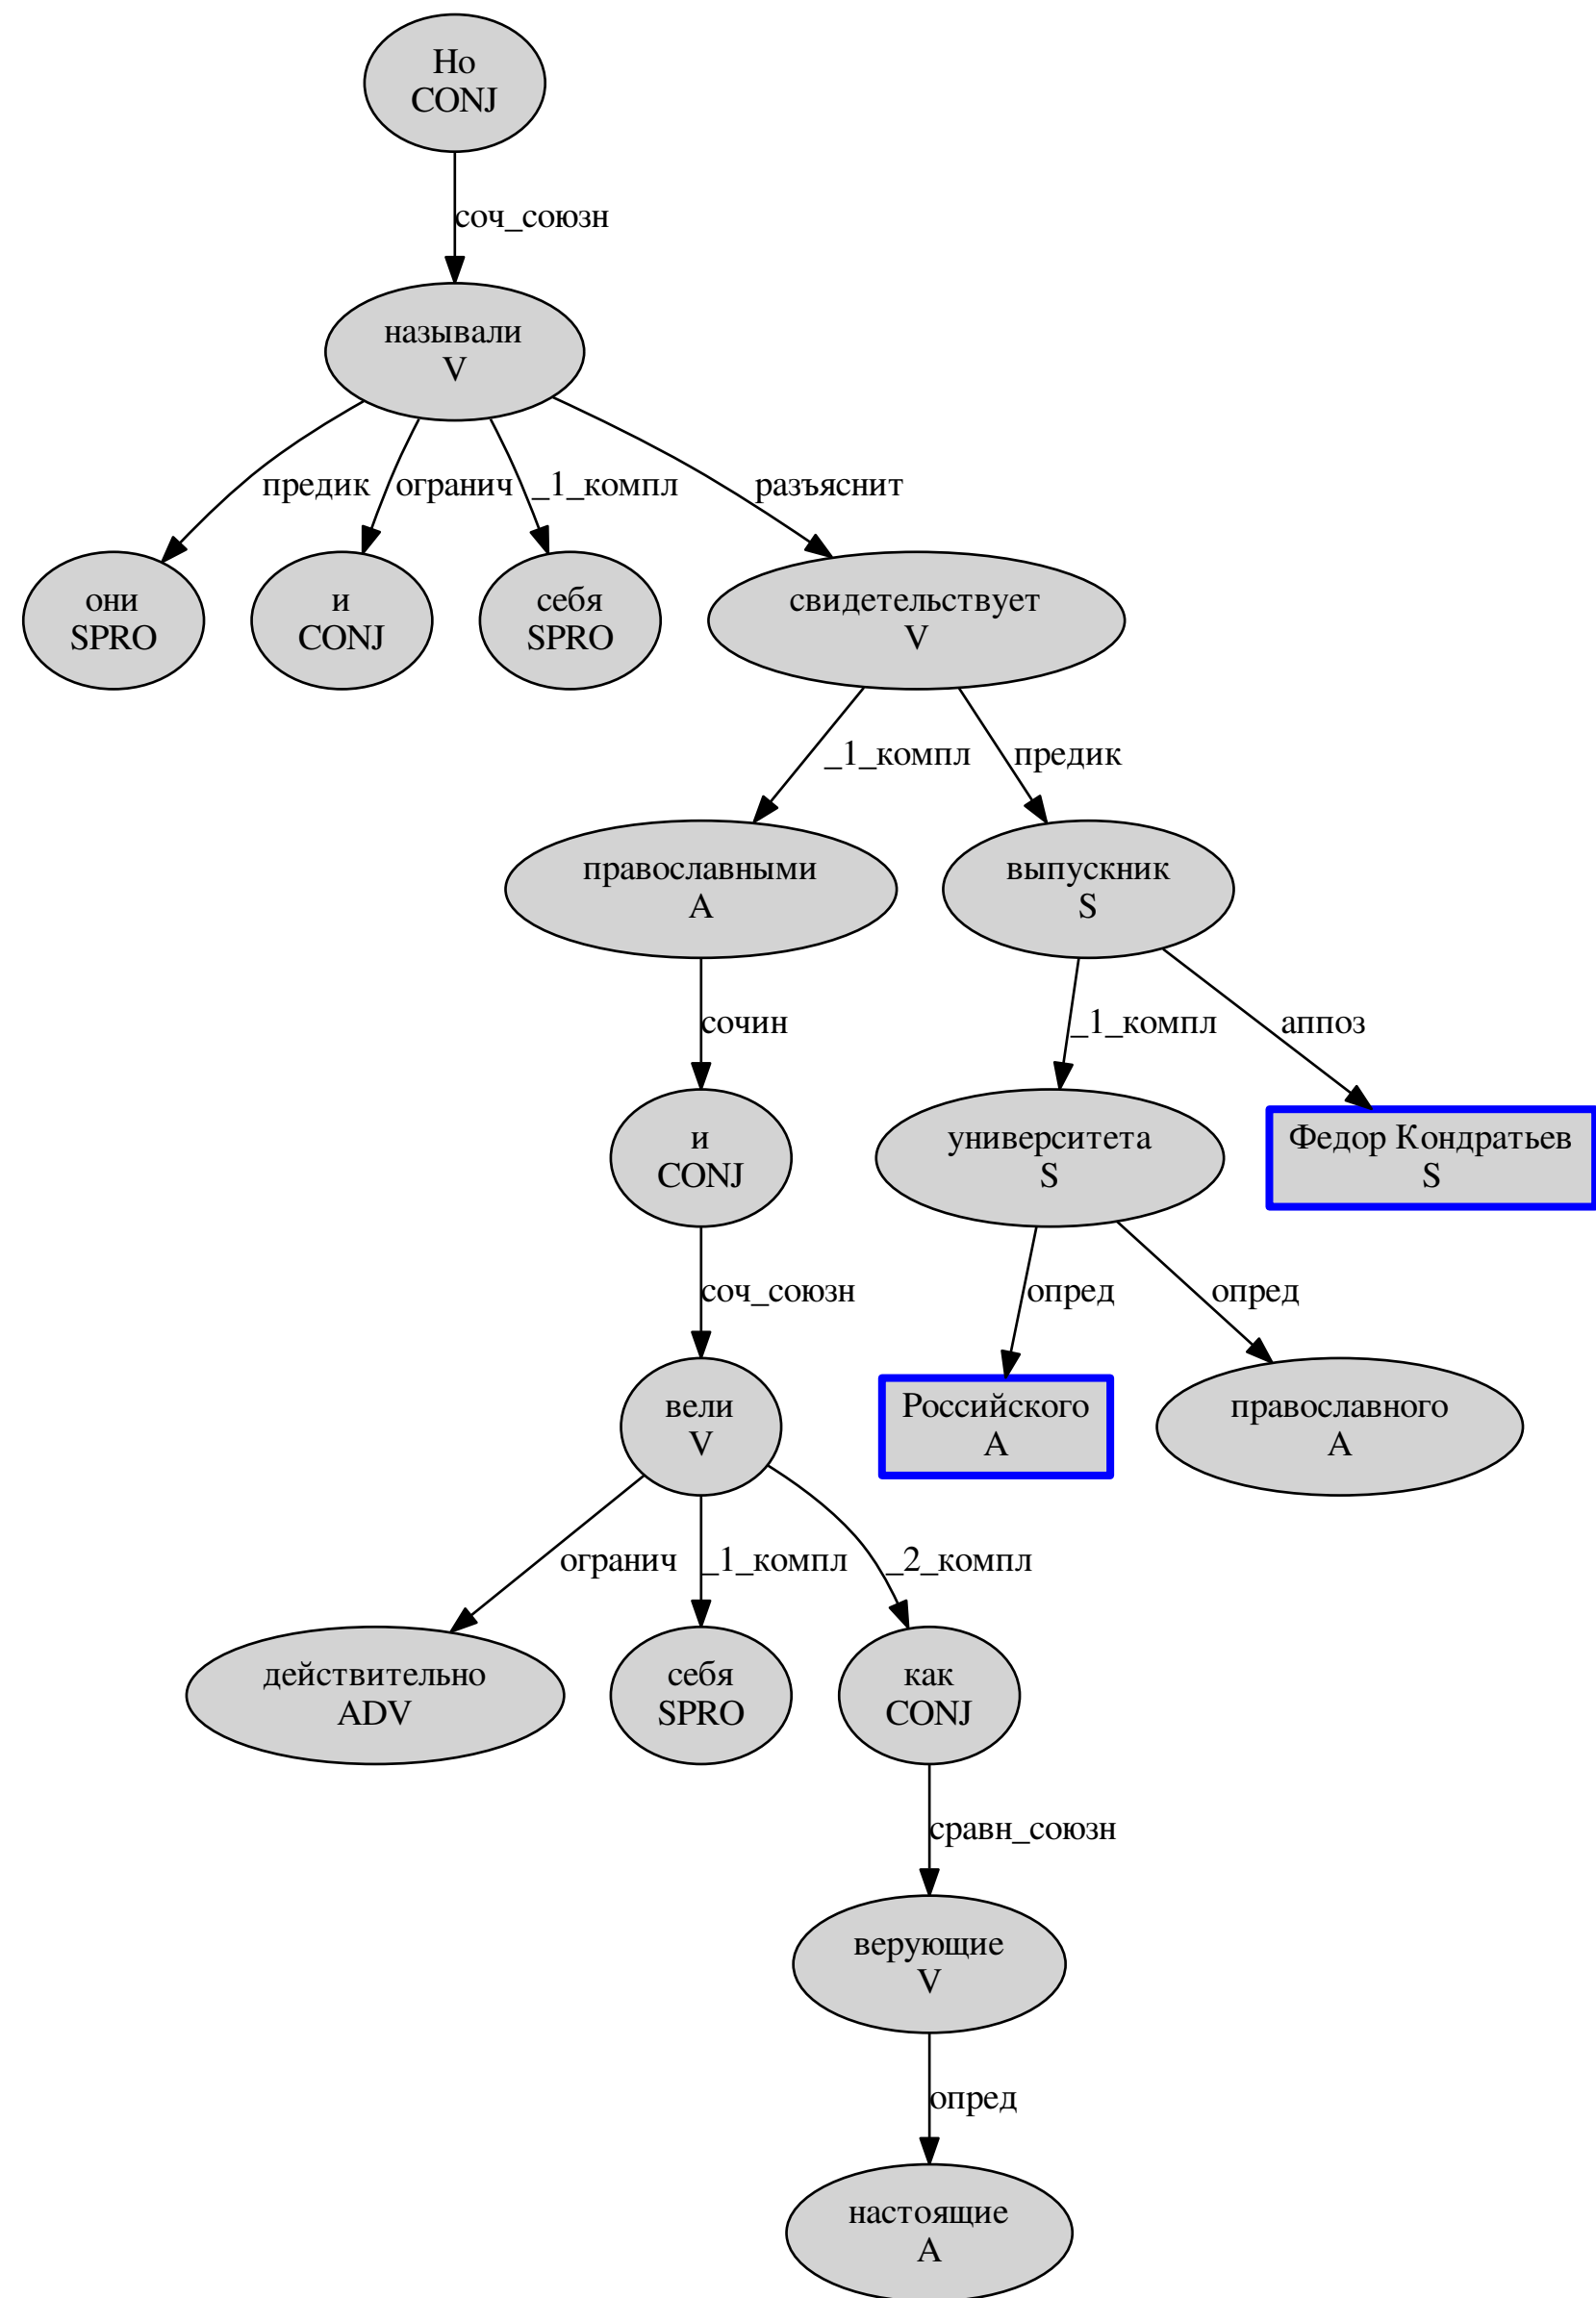 Но
CONJ
соч_союзн
называли
V
предик
огранич
_1_компл
разъяснит
они
SPRO
и
CONJ
себя
SPRO
свидетельствует
V
_1_компл
предик
православными
A
выпускник
S
сочин
_1_компл
аппоз
и
CONJ
университета
S
Федор Кондратьев
S
соч_союзн
опред
опред
вели
V
Российского
A
православного
A
огранич
_1_компл
_2_компл
действительно
ADV
себя
SPRO
как
CONJ
сравн_союзн
верующие
V
опред
настоящие
A